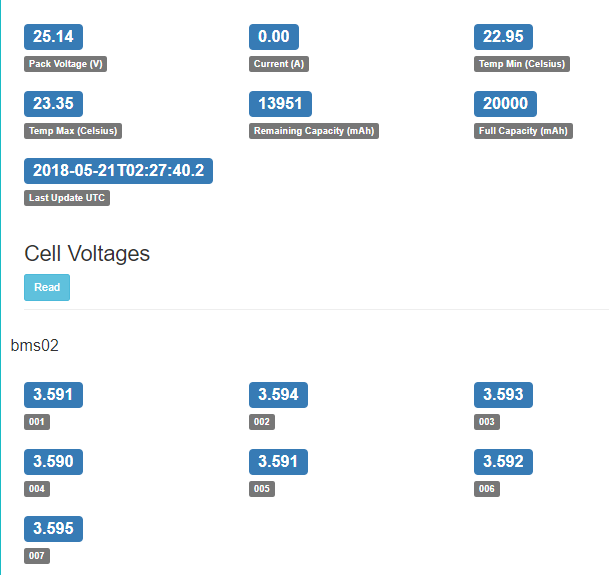 25.14 0.00 22.95
Pack Voltage (V) Current (A) Temp Min (Celsius)
23.35 13951 20000
Temp Max (Celsius) Remaining Capacity (mAh) Full Capacity (mAh)
2018-05-21T02:27:40.2
Last Update UTC
Cell Voltages
Read
bms02
3.591 3.594 3.593
001 002 003
3.590 3.591 3.592
004 005 006
3.595
007